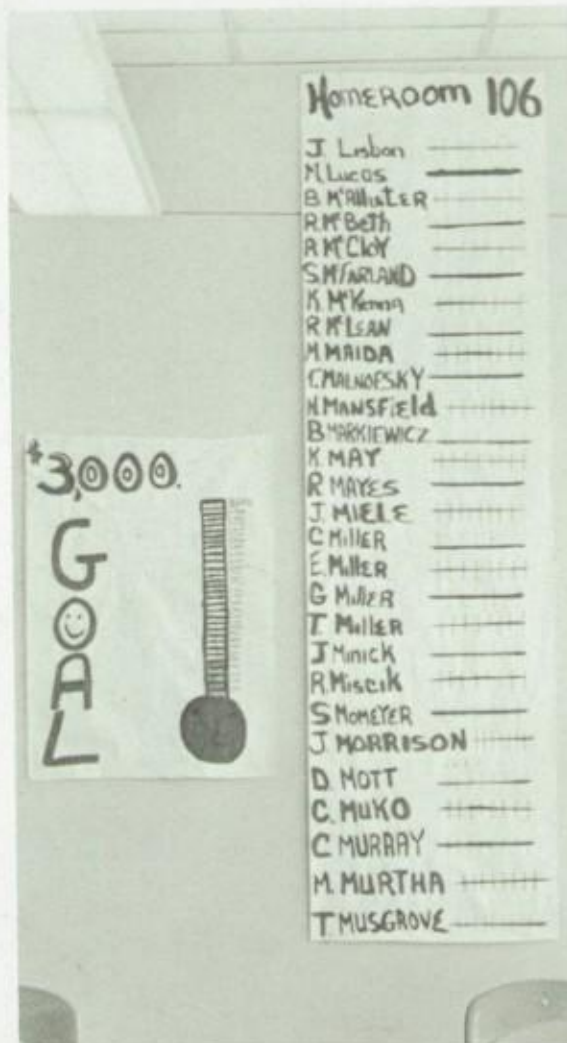 $3,000.
GOAL
HOMEROOM 106
J. Lisbon
M. Lucas
B. McAllister
R. McBeth
A. McCloy
S. McFARLAND
K. McKenna
R. McLEAN
M. MAIDA
C. MALNOFSKY
N. MANSFIEld
B MARKIEWICZ
K. MAY
R MAYES
J. MIELE
C Miller
E. Miller
G Miller
T. Miller
J Minick
R. Miscik
S MOMEYER
J. MORRISON
D. MOTT
C. MUKO
C MURRAY
M. MURTHA
T MUSGROVE